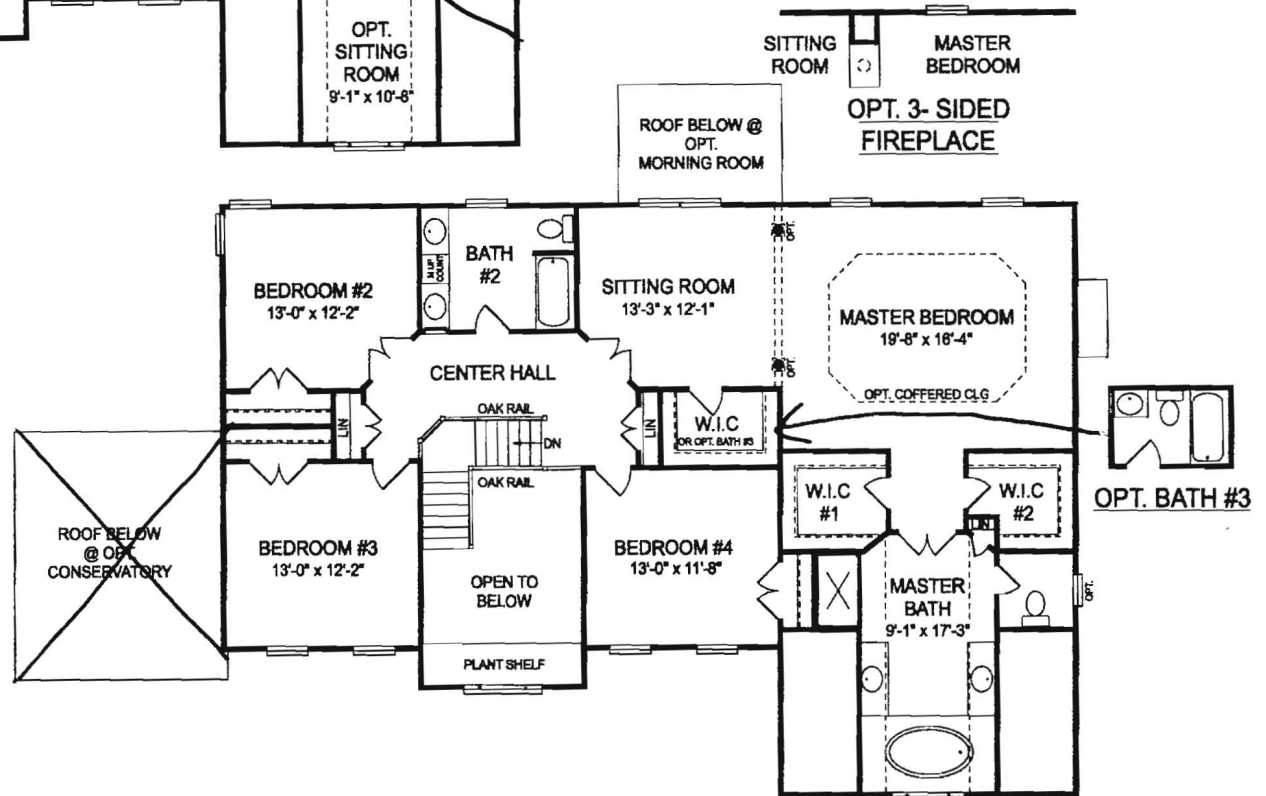 OPT.
SITTING
ROOM
9'-1" x 10'-8"
SITTING
ROOM
MASTER
BEDROOM
OPT. 3- SIDED
FIREPLACE
ROOF BELOW @
OPT.
MORNING ROOM
BATH
#2
M.UP
COUNT
OPT.
BEDROOM #2
13'-0" x 12'-2"
SITTING ROOM
13'-3" x 12'-1"
MASTER BEDROOM
19'-8" x 16'-4"
OPT.
OPT. COFFERED CLG
CENTER HALL
OAK RAIL
LIN
DN
LIN
W.I.C
OR OPT. BATH #3
OAK RAIL
OPT. BATH #3
W.I.C
#1
W.I.C
#2
LIN
ROOF BELOW
@ OPT.
CONSERVATORY
BEDROOM #3
13'-0" x 12'-2"
OPEN TO
BELOW
BEDROOM #4
13'-0" x 11'-8"
MASTER
BATH
9'-1" x 17'-3"
OPT.
PLANT SHELF